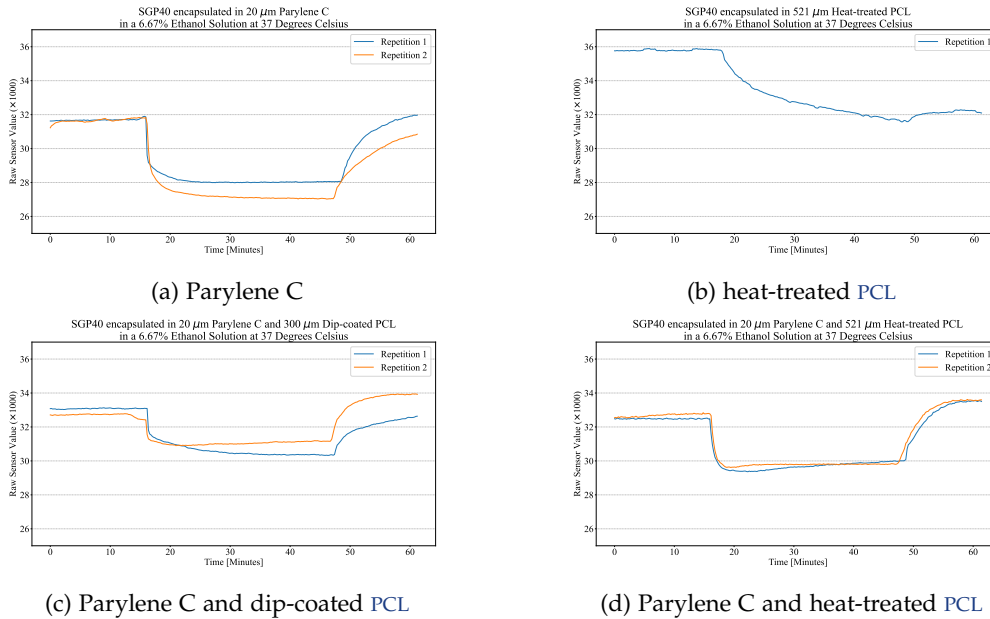 SGP40 encapsulated in 20 μm Parylene C
in a 6.67% Ethanol Solution at 37 Degrees Celsius
Repetition 1
Repetition 2
36
34
32
30
28
26
Raw Sensor Value (×1000)
0 10 20 30 40 50 60
Time [Minutes]
(a) Parylene C
SGP40 encapsulated in 521 μm Heat-treated PCL
in a 6.67% Ethanol Solution at 37 Degrees Celsius
Repetition 1
36
34
32
30
28
26
Raw Sensor Value (×1000)
0 10 20 30 40 50 60
Time [Minutes]
(b) heat-treated PCL
SGP40 encapsulated in 20 μm Parylene C and 300 μm Dip-coated PCL
in a 6.67% Ethanol Solution at 37 Degrees Celsius
Repetition 1
Repetition 2
36
34
32
30
28
26
Raw Sensor Value (×1000)
0 10 20 30 40 50 60
Time [Minutes]
(c) Parylene C and dip-coated PCL
SGP40 encapsulated in 20 μm Parylene C and 521 μm Heat-treated PCL
in a 6.67% Ethanol Solution at 37 Degrees Celsius
Repetition 1
Repetition 2
36
34
32
30
28
26
Raw Sensor Value (×1000)
0 10 20 30 40 50 60
Time [Minutes]
(d) Parylene C and heat-treated PCL